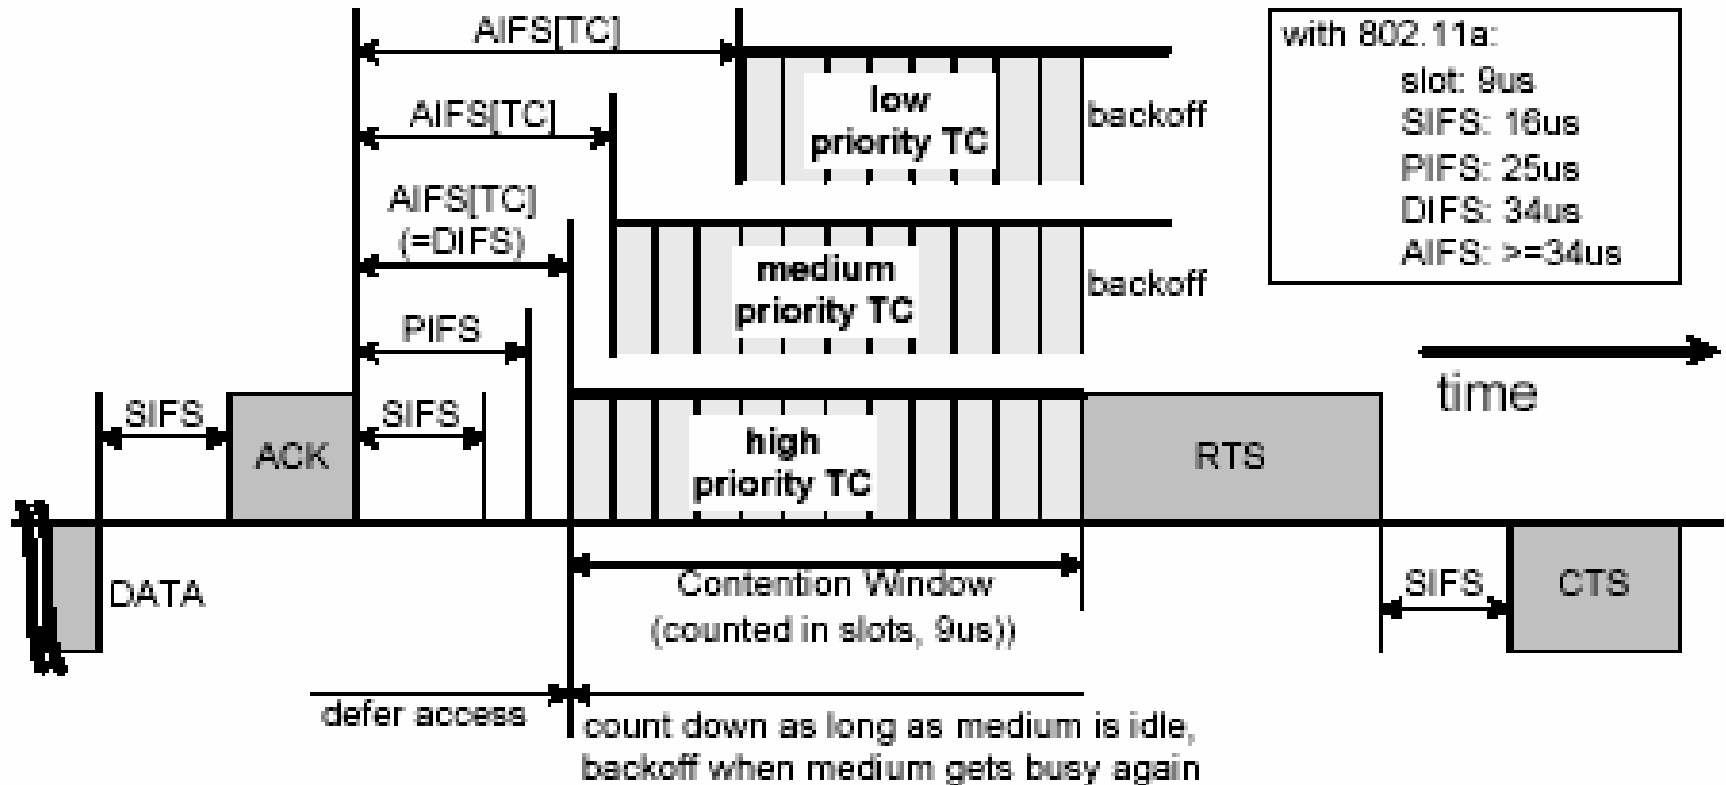 AIFS[TC]
with 802.11a:
slot: 9us
SIFS: 16us
PIFS: 25us
DIFS: 34us
AIFS: >=34us
low
priority TC
backoff
AIFS[TC]
AIFS[TC]
(=DIFS)
medium
priority TC
backoff
PIFS
time
SIFS
ACK
SIFS
high
priority TC
RTS
DATA
Contention Window
(counted in slots, 9us))
SIFS
CTS
defer access
count down as long as medium is idle,
backoff when medium gets busy again